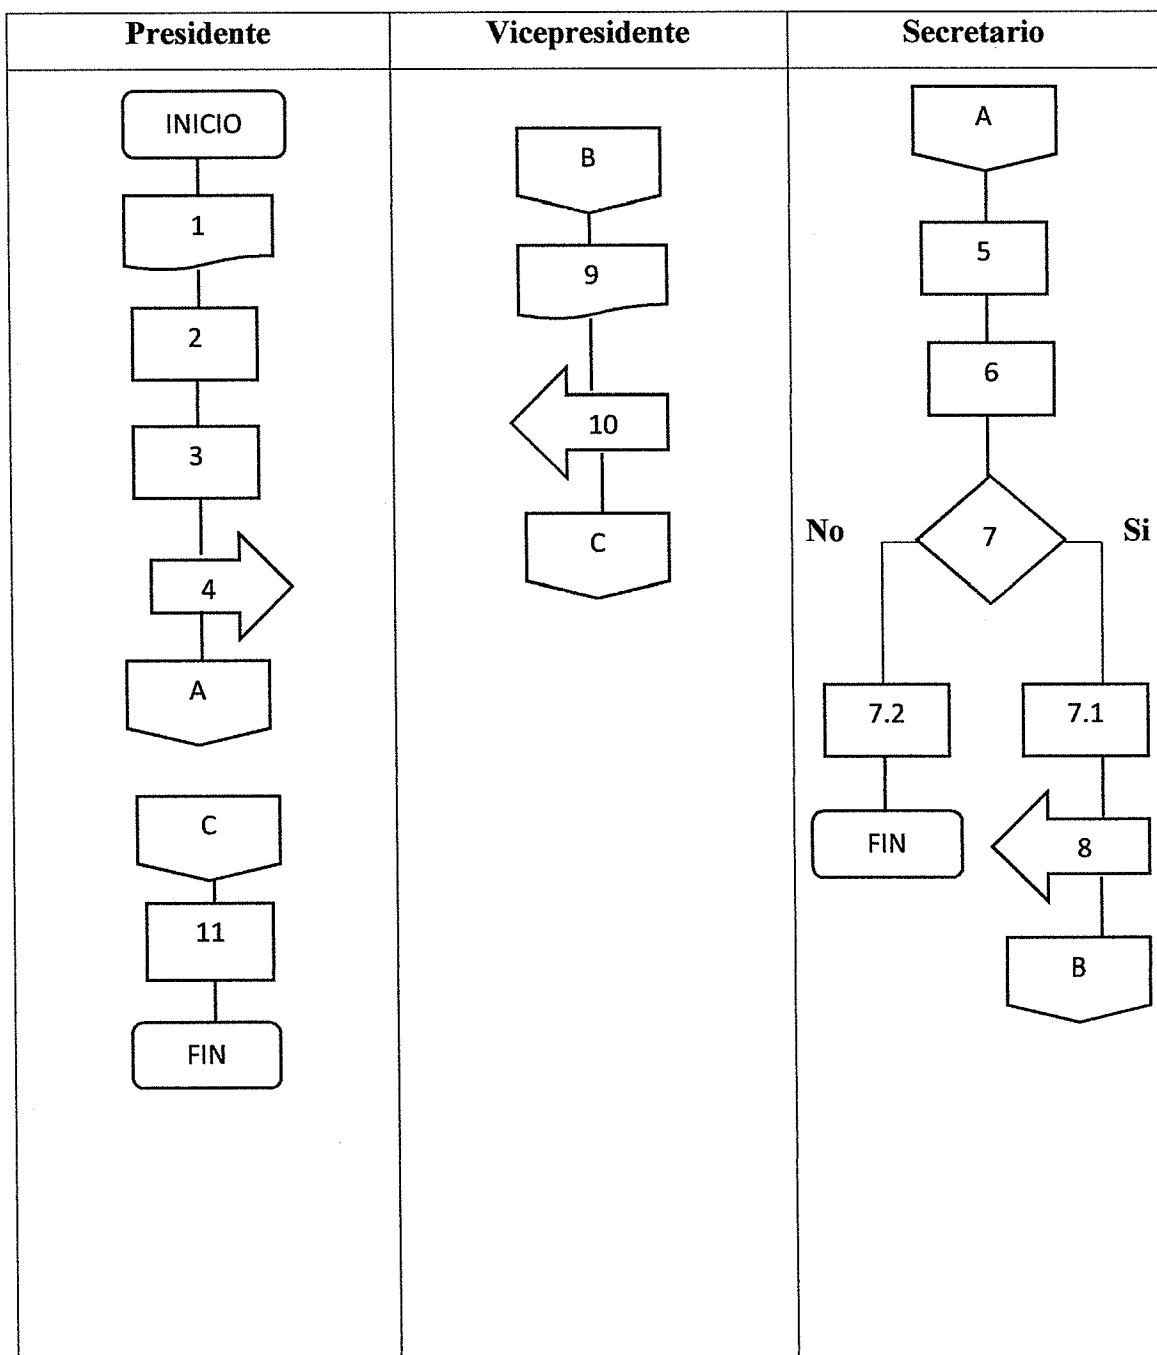 Presidente
Vicepresidente
Secretario
INICIO
1
2
3
4
A
C
11
FIN
B
9
10
C
A
5
6
7
No
Si
7.2
7.1
FIN
8
B